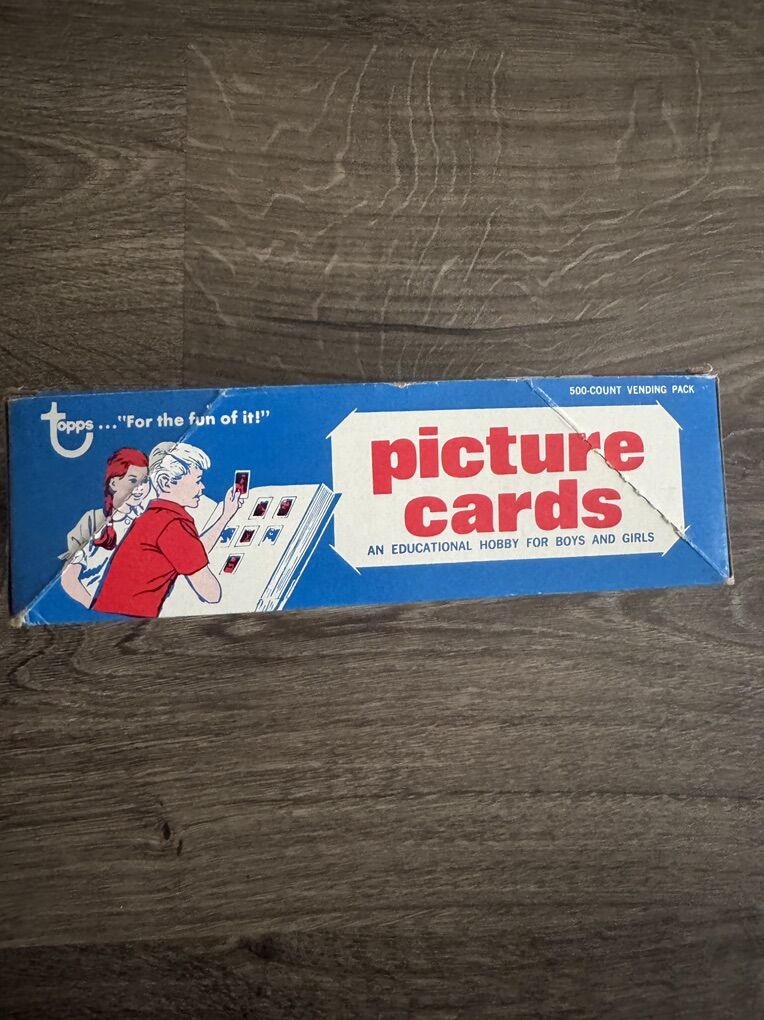 500-COUNT VENDING PACK
topps ... "For the fun of it!"
picture
cards
AN EDUCATIONAL HOBBY FOR BOYS AND GIRLS